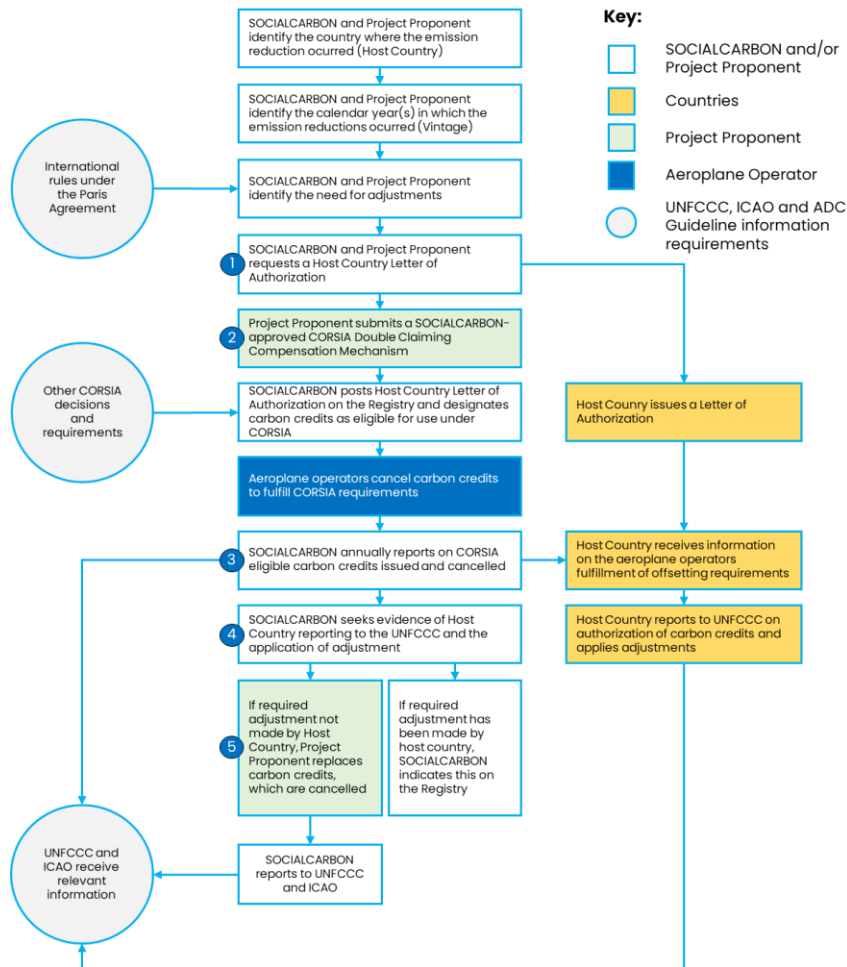 SOCIALCARBON and Project Proponent
identify the country where the emission
reduction ocurred (Host Country)
SOCIALCARBON and Project Proponent
identify the calendar year(s) in which the
emission reductions ocurred (Vintage)
International
rules under
the Paris
Agreement
SOCIALCARBON and Project Proponent
identify the need for adjustments
1
SOCIALCARBON and Project Proponent
requests a Host Country Letter of
Authorization
2
Project Proponent submits a SOCIALCARBON-
approved CORSIA Double Claiming
Compensation Mechanism
Other CORSIA
decisions
and
requirements
SOCIALCARBON posts Host Country Letter of
Authorization on the Registry and designates
carbon credits as eligible for use under
CORSIA
Host Counry issues a Letter of
Authorization
Aeroplane operators cancel carbon credits
to fulfill CORSIA requirements
3
SOCIALCARBON annually reports on CORSIA
eligible carbon credits issued and cancelled
Host Country receives information
on the aeroplane operators
fulfillment of offsetting requirements
4
SOCIALCARBON seeks evidence of Host
Country reporting to the UNFCCC and the
application of adjustment
Host Country reports to UNFCCC on
authorization of carbon credits and
applies adjustments
5
If required
adjustment not
made by Host
Country, Project
Proponent replaces
carbon credits,
which are cancelled
If required
adjustment has
been made by
host country,
SOCIALCARBON
indicates this on
the Registry
UNFCCC and
ICAO receive
relevant
information
SOCIALCARBON
reports to UNFCCC
and ICAO
Key:
SOCIALCARBON and/or
Project Proponent
Countries
Project Proponent
Aeroplane Operator
UNFCCC, ICAO and ADC
Guideline information
requirements